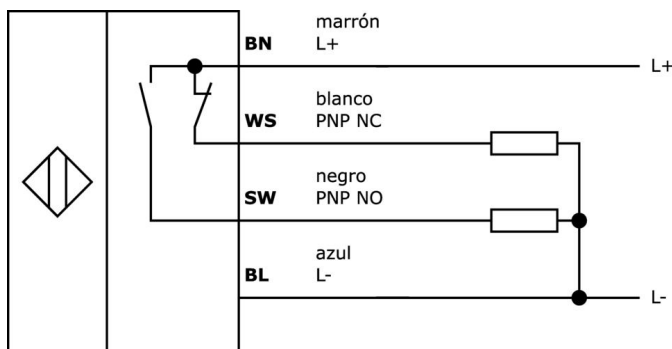 marrón
BN L+
L+
blanco
WS PNP NC
negro
SW PNP NO
azul
BL L-
L-